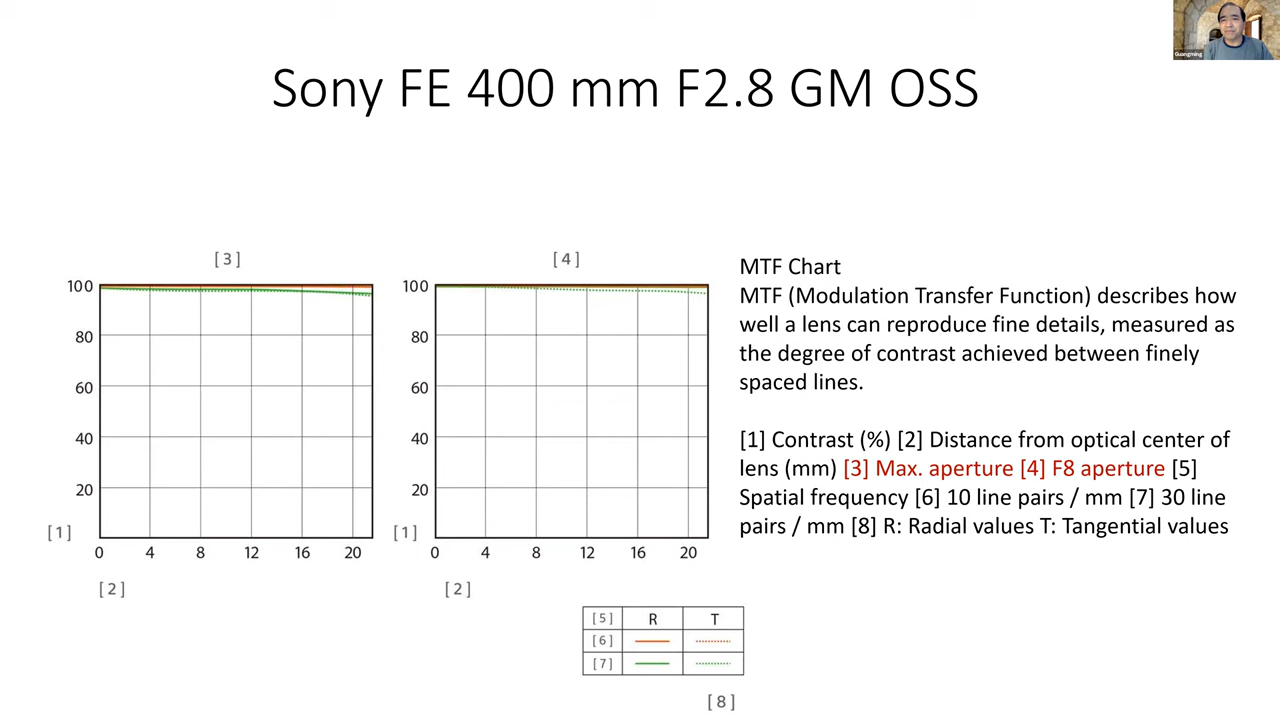 Guangming
Sony FE 400 mm F2.8 GM OSS
[ 3 ]
100
80
60
40
20
[ 1 ]
0 4 8 12 16 20
[ 2 ]
[ 4 ]
100
80
60
40
20
[ 1 ]
0 4 8 12 16 20
[ 2 ]
MTF Chart
MTF (Modulation Transfer Function) describes how
well a lens can reproduce fine details, measured as
the degree of contrast achieved between finely
spaced lines.
[1] Contrast (%) [2] Distance from optical center of
lens (mm) [3] Max. aperture [4] F8 aperture [5]
Spatial frequency [6] 10 line pairs / mm [7] 30 line
pairs / mm [8] R: Radial values T: Tangential values
[ 5 ] R T
[ 6 ]
[ 7 ]
[ 8 ]